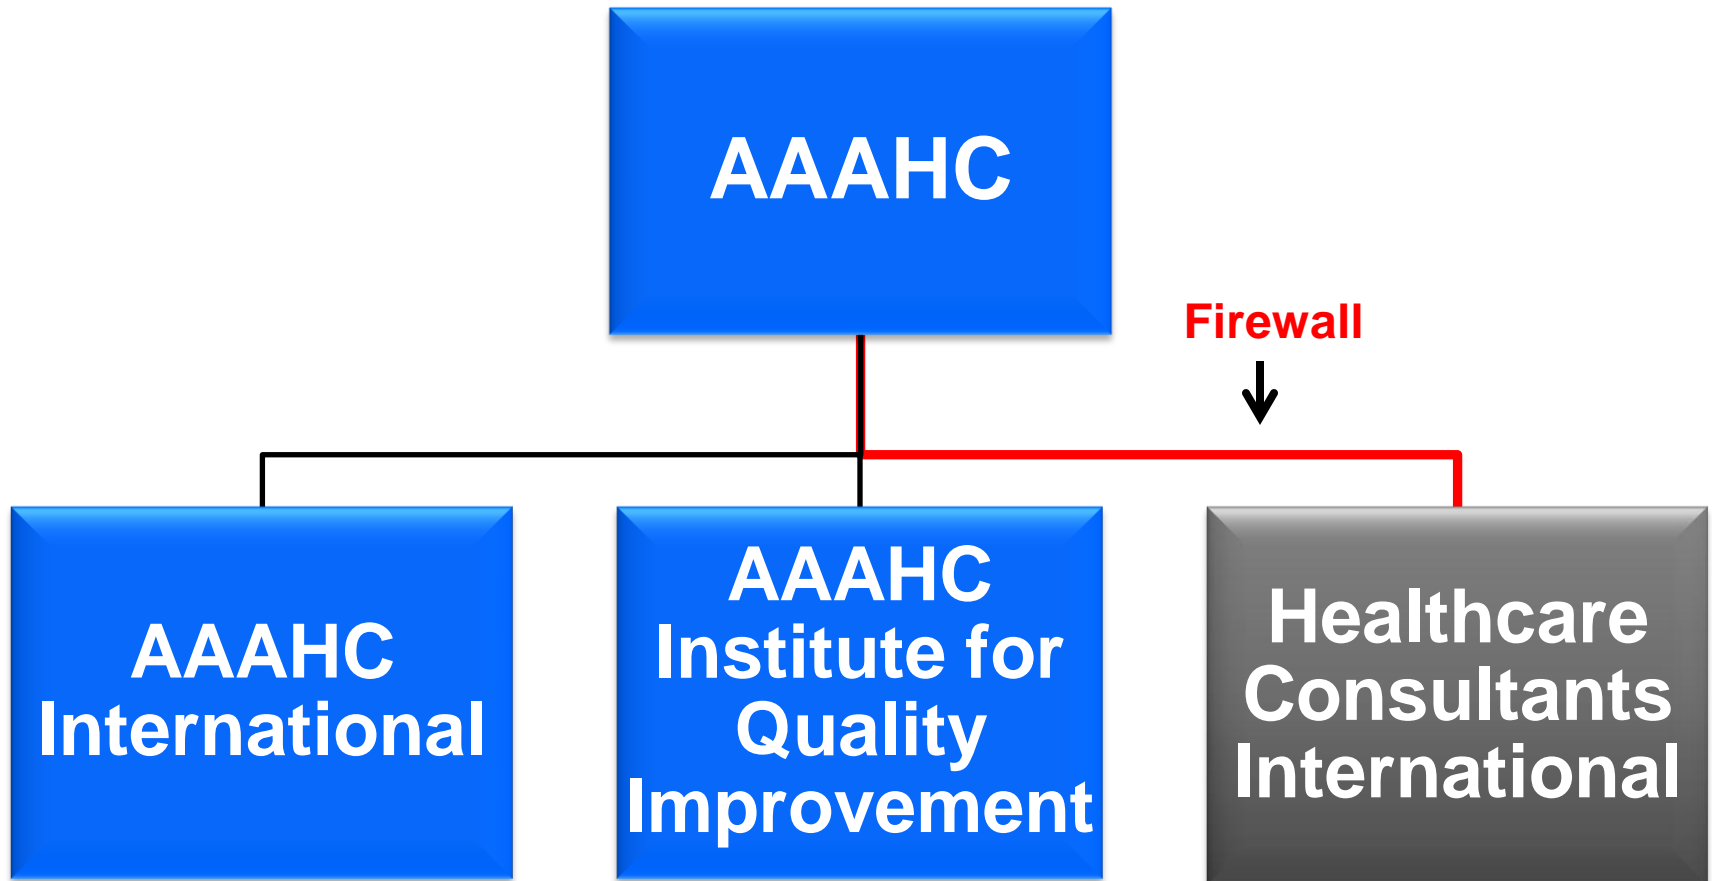 AAAHC
Firewall
AAAHC
International
AAAHC
Institute for
Quality
Improvement
Healthcare
Consultants
International